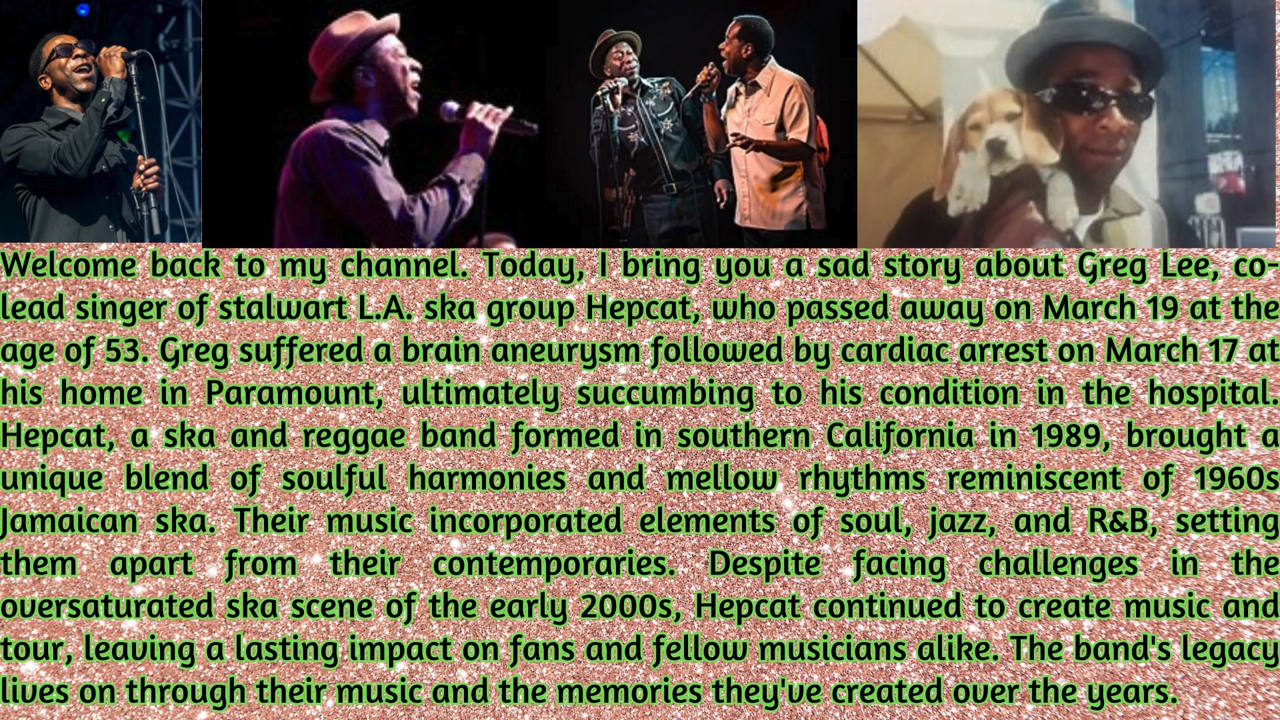 Welcome back to my channel. Today, I bring you a sad story about Greg Lee, co-
lead singer of stalwart L.A. ska group Hepcat, who passed away on March 19 at the
age of 53. Greg suffered a brain aneurysm followed by cardiac arrest on March 17 at
his home in Paramount, ultimately succumbing to his condition in the hospital.
Hepcat, a ska and reggae band formed in southern California in 1989, brought a
unique blend of soulful harmonies and mellow rhythms reminiscent of 1960s
Jamaican ska. Their music incorporated elements of soul, jazz, and R&B, setting
them apart from their contemporaries. Despite facing challenges in the
oversaturated ska scene of the early 2000s, Hepcat continued to create music and
tour, leaving a lasting impact on fans and fellow musicians alike. The band's legacy
lives on through their music and the memories they've created over the years.